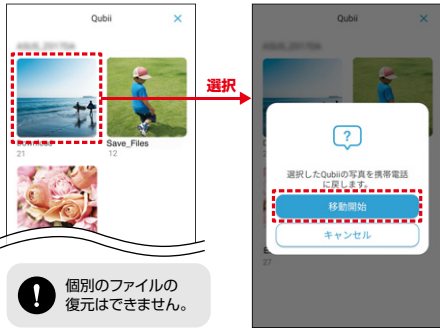 Qubii
×
Download
21
Save_Files
12
選択
個別のファイルの
復元はできません。
Qubii
×
?
選択したQubiiの写真を携帯電話
に戻します。
移動開始
キャンセル
27